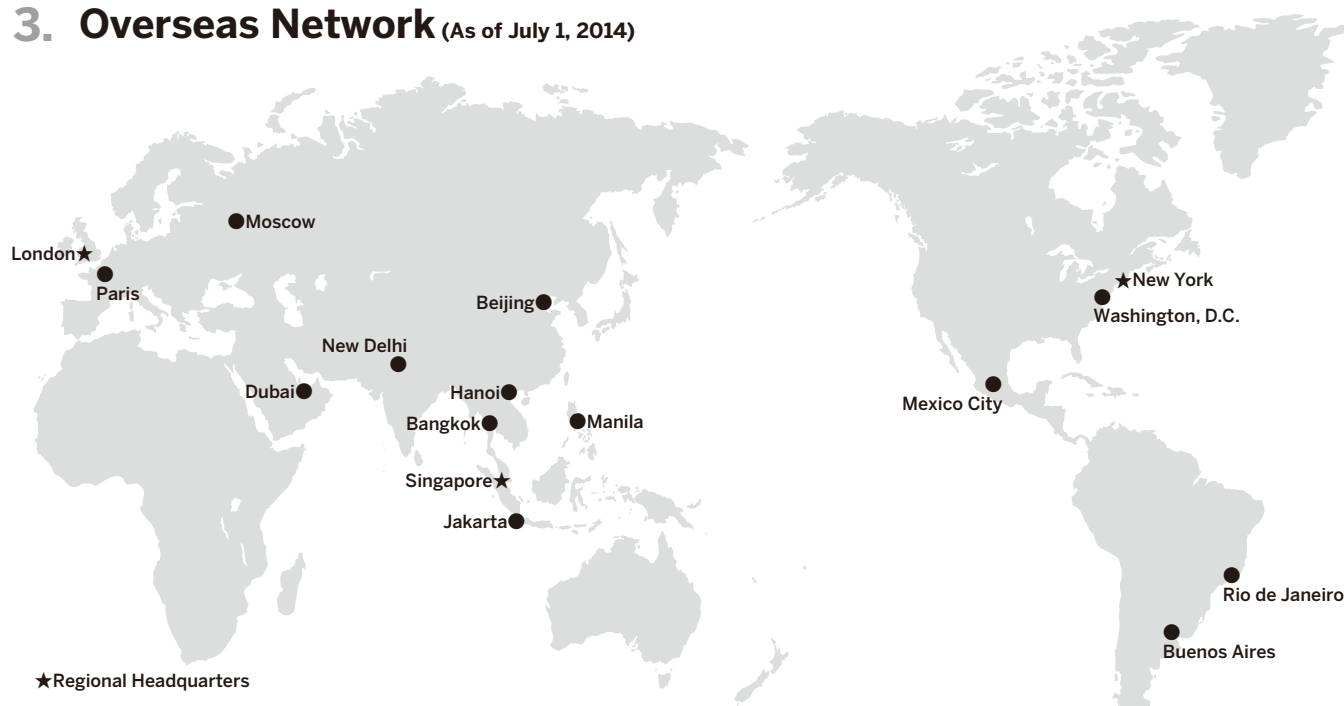 3. Overseas Network (As of July 1, 2014)
Moscow
London★
Paris
Beijing
New Delhi
Dubai
Hanoi
Bangkok
Manila
Singapore★
Jakarta
★New York
Washington, D.C.
Mexico City
Rio de Janeiro
Buenos Aires
★Regional Headquarters